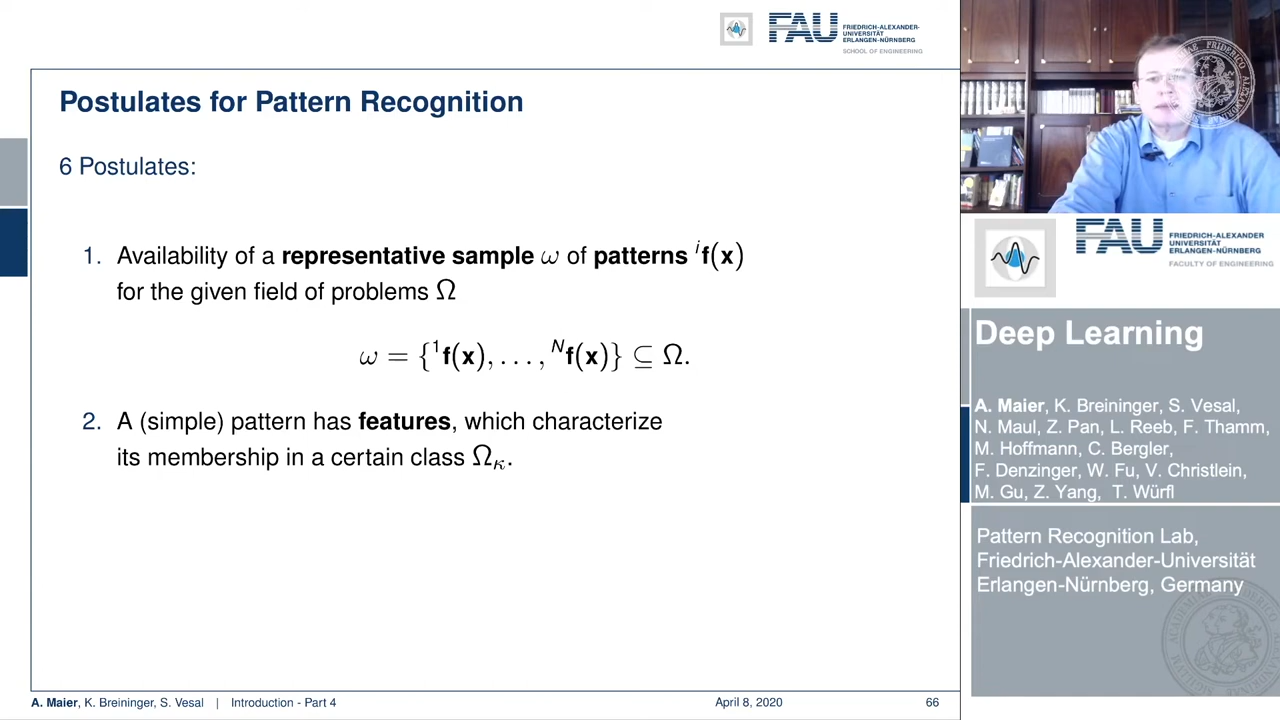 FAU
FRIEDRICH-ALEXANDER-
UNIVERSITÄT
ERLANGEN-NÜRNBERG
SCHOOL OF ENGINEERING
Postulates for Pattern Recognition
6 Postulates:
1. Availability of a representative sample ω of patterns ⁱf(x)
for the given field of problems Ω
ω = {¹f(x), . . . , ᴺf(x)} ⊆ Ω.
2. A (simple) pattern has features, which characterize
its membership in a certain class Ωκ.
A. Maier, K. Breininger, S. Vesal | Introduction - Part 4 April 8, 2020 66
FAU
FRIEDRICH-ALEXANDER
UNIVERSITÄT
ERLANGEN-NÜRNBERG
FACULTY OF ENGINEERING
Deep Learning
A. Maier, K. Breininger, S. Vesal,
N. Maul, Z. Pan, L. Reeb, F. Thamm,
M. Hoffmann, C. Bergler,
F. Denzinger, W. Fu, V. Christlein,
M. Gu, Z. Yang, T. Würfl
Pattern Recognition Lab,
Friedrich-Alexander-Universität
Erlangen-Nürnberg, Germany